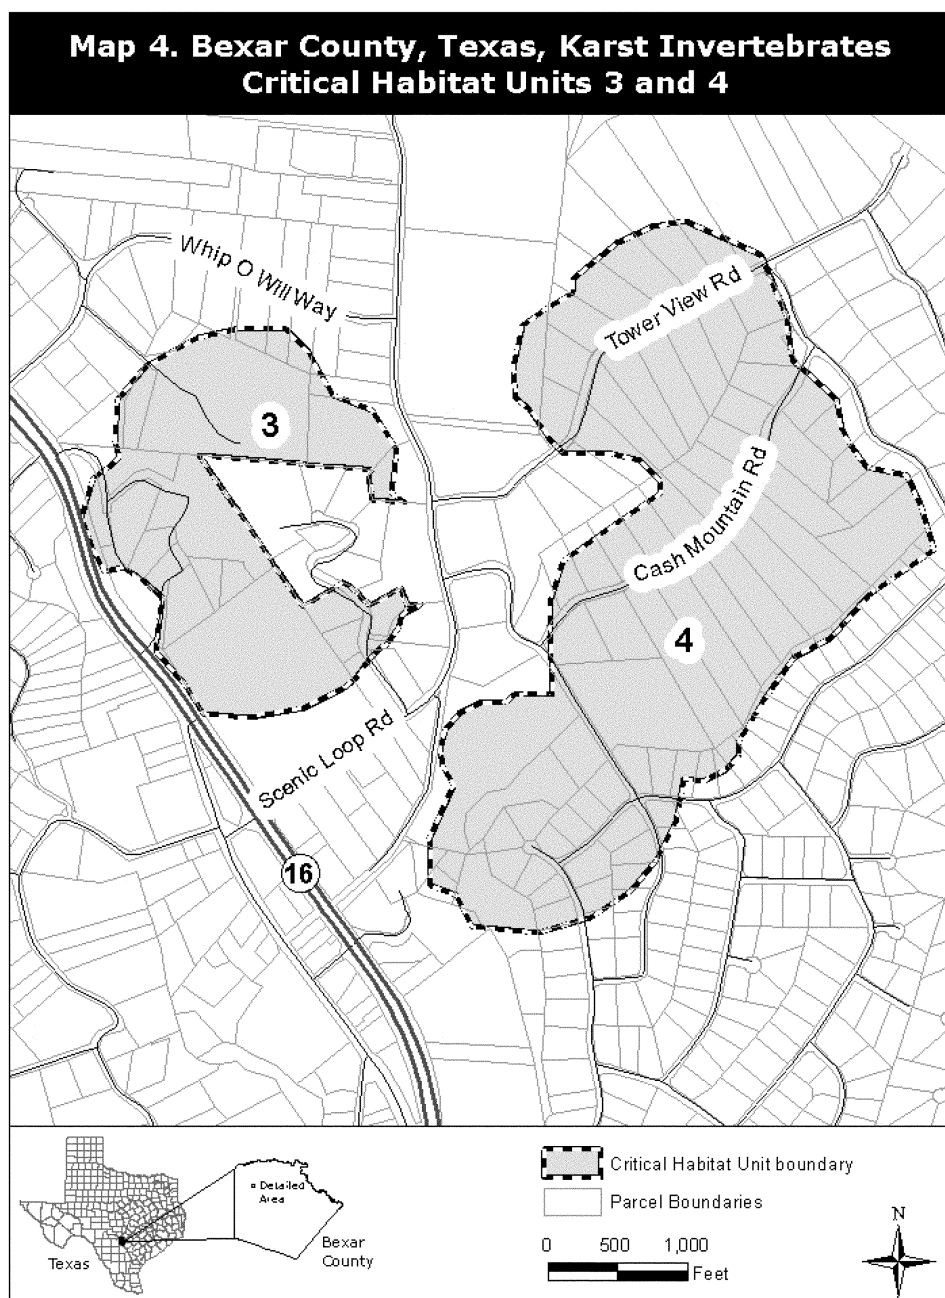 Map 4. Bexar County, Texas, Karst Invertebrates
Critical Habitat Units 3 and 4
Whip O Will Way
Tower View Rd
3
Cash Mountain Rd
4
Scenic Loop Rd
16
Critical Habitat Unit boundary
Parcel Boundaries
Detailed
Area
Texas
Bexar
County
0 500 1,000
Feet
N